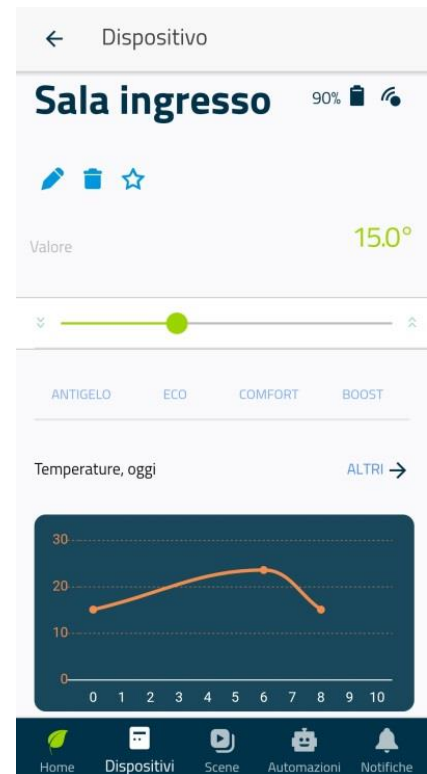 Dispositivo
Sala ingresso 90%
Valore 15.0°
ANTIGELO ECO COMFORT BOOST
Temperature, oggi ALTRI
30
20
10
0
0 1 2 3 4 5 6 7 8 9 10
Home Dispositivi Scene Automazioni Notifiche